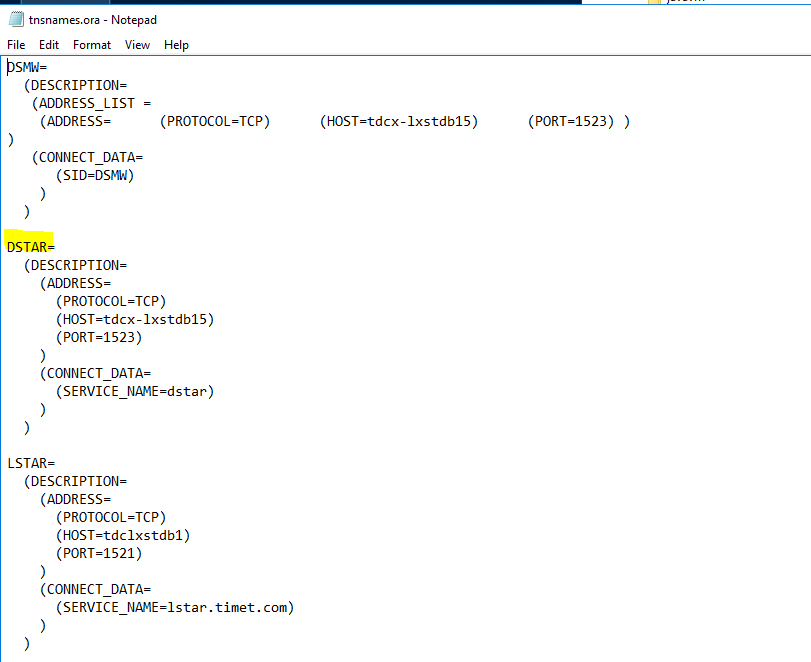 tnsnames.ora - Notepad
File Edit Format View Help
DSMW=
(DESCRIPTION=
(ADDRESS_LIST =
(ADDRESS= (PROTOCOL=TCP) (HOST=tdcx-lxstdb15) (PORT=1523) )
)
(CONNECT_DATA=
(SID=DSMW)
)
)
DSTAR=
(DESCRIPTION=
(ADDRESS=
(PROTOCOL=TCP)
(HOST=tdcx-lxstdb15)
(PORT=1523)
)
(CONNECT_DATA=
(SERVICE_NAME=dstar)
)
)
LSTAR=
(DESCRIPTION=
(ADDRESS=
(PROTOCOL=TCP)
(HOST=tdclxstdb1)
(PORT=1521)
)
(CONNECT_DATA=
(SERVICE_NAME=lstar.timet.com)
)
)